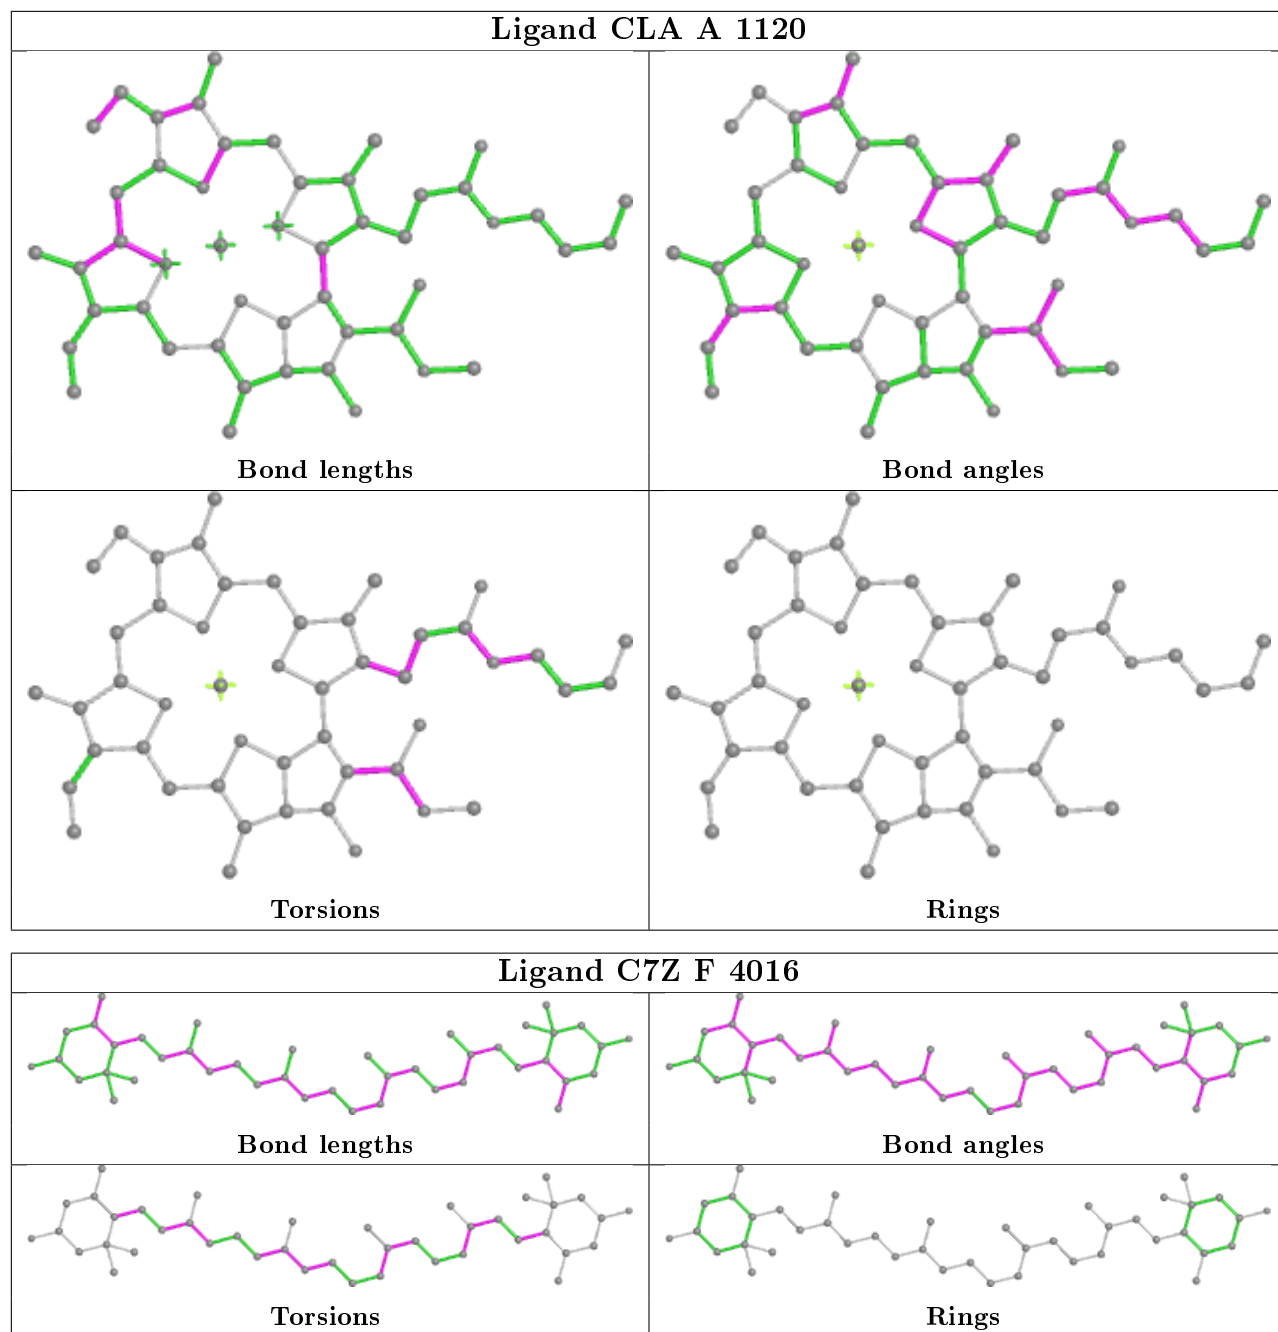 Ligand CLA A 1120
Bond lengths
Bond angles
Torsions
Rings
Ligand C7Z F 4016
Bond lengths
Bond angles
Torsions
Rings